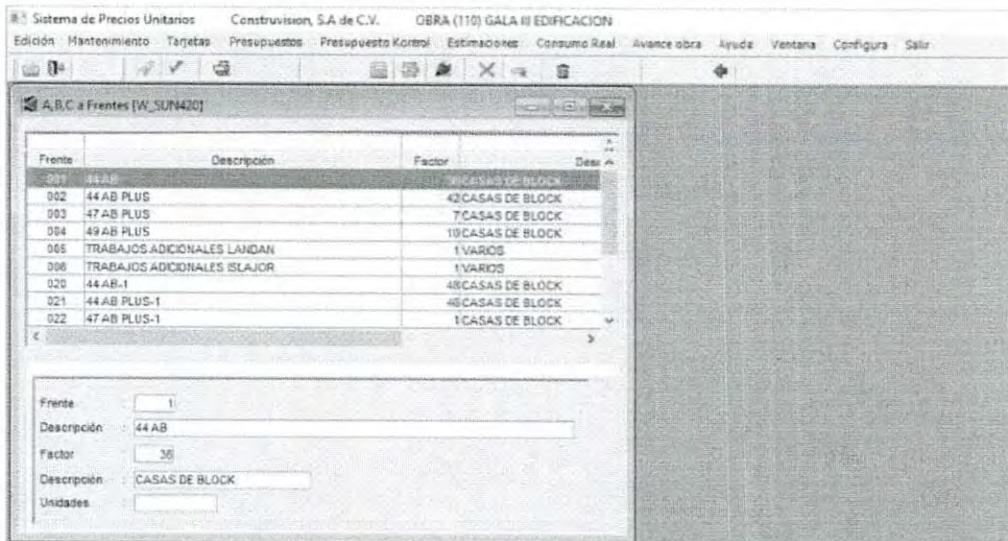 Sistema de Precios Unitarios Construvision, S.A de C.V. OBRA (110) GALA III EDIFICACION
Edición Mantenimiento Tarjetas Presupuestos Presupuesto Kontrol Estimaciones Consumo Real Avance obra Ayuda Ventana Configura Salir
A,B,C a Frentes [W_SUN420]
Frente Descripción Factor Desc
001 44 AB CASAS DE BLOCK
002 44 AB PLUS 42 CASAS DE BLOCK
003 47 AB PLUS 7 CASAS DE BLOCK
004 49 AB PLUS 10 CASAS DE BLOCK
005 TRABAJOS ADICIONALES LANDAN 1 VARIOS
006 TRABAJOS ADICIONALES ISLAJOR 1 VARIOS
020 44 AB-1 48 CASAS DE BLOCK
021 44 AB PLUS-1 CASAS DE BLOCK
022 47 AB PLUS-1 1 CASAS DE BLOCK
Frente : 1
Descripción : 44 AB
Factor : 36
Descripción : CASAS DE BLOCK
Unidades :